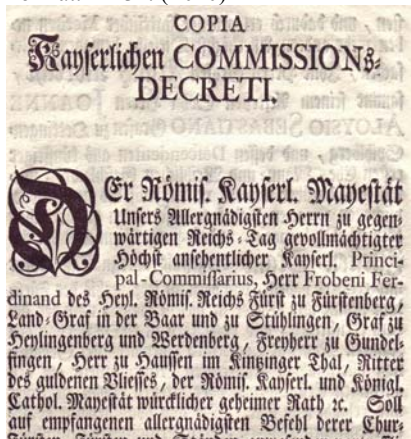 COPIA
Kayserlichen COMMISSIONs-
DECRETI.
DEr Römis. Kayserl. Mayestät
Unsers Allergnädigsten Herrn zu gegen-
wärtigen Reichs-Tag gevollmächtigter
Höchst ansehentlicher Kayserl. Princi-
pal-Commissarius, Herr Frobeni Fer-
dinand des Heyl. Römis. Reichs Fürst zu Fürstenberg,
Land-Graf in der Baar und zu Stühlingen, Graf zu
Heylingenberg und Werdenberg, Freyherr zu Gundel-
fingen, Herr zu Haussen im Kintzinger Thal, Ritter
des guldenen Vliesses, der Römis. Kayserl. und Königl.
Cathol. Mayestät würcklicher geheimer Rath ꝛc. Soll
auf empfangenen allergnädigsten Befehl derer Chur-